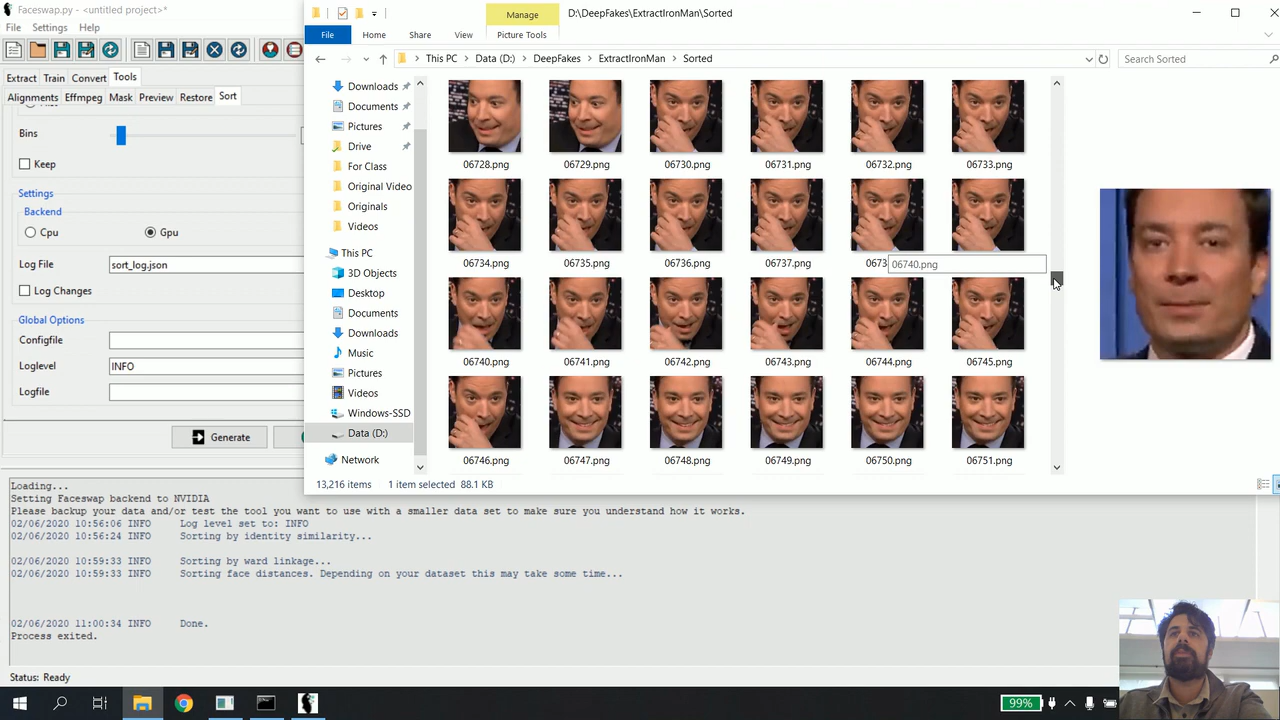 Faceswap.py - <untitled project>*
File Settings Help
Extract Train Convert Tools
Alignments Effmpeg Mask Preview Restore Sort
Bins
Keep
Settings
Backend
Cpu Gpu
Log File sort_log.json
Log Changes
Global Options
Configfile
Loglevel INFO
Logfile
Generate
Manage D:\DeepFakes\ExtractIronMan\Sorted
File Home Share View Picture Tools
This PC Data (D:) DeepFakes ExtractIronMan Sorted
Search Sorted
Downloads
Documents
Pictures
Drive
For Class
Original Video
Originals
Videos
This PC
3D Objects
Desktop
Documents
Downloads
Music
Pictures
Videos
Windows-SSD
Data (D:)
Network
06728.png 06729.png 06730.png 06731.png 06732.png 06733.png
06734.png 06735.png 06736.png 06737.png 0673
06740.png
06740.png 06741.png 06742.png 06743.png 06744.png 06745.png
06746.png 06747.png 06748.png 06749.png 06750.png 06751.png
13,216 items 1 item selected 88.1 KB
Loading...
Setting Faceswap backend to NVIDIA
Please backup your data and/or test the tool you want to use with a smaller data set to make sure you understand how it works.
02/06/2020 10:56:06 INFO Log level set to: INFO
02/06/2020 10:56:24 INFO Sorting by identity similarity...
02/06/2020 10:59:33 INFO Sorting by ward linkage...
02/06/2020 10:59:33 INFO Sorting face distances. Depending on your dataset this may take some time...
02/06/2020 11:00:34 INFO Done.
Process exited.
Status: Ready
99%